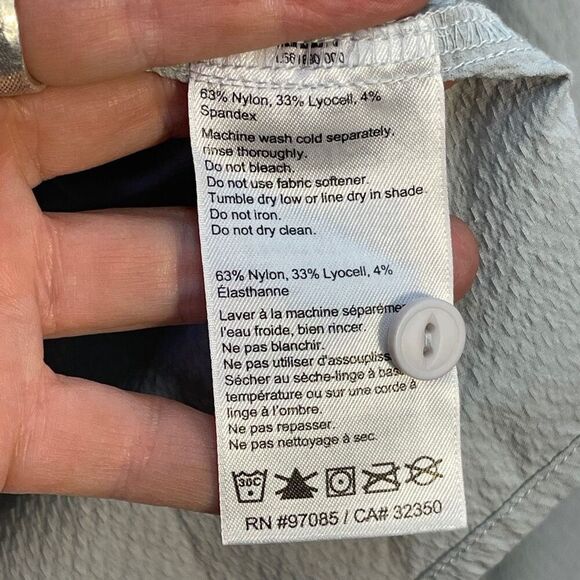 63% Nylon, 33% Lyocell, 4%
Spandex
Machine wash cold separately,
rinse thoroughly.
Do not bleach.
Do not use fabric softener.
Tumble dry low or line dry in shade.
Do not iron.
Do not dry clean.
63% Nylon, 33% Lyocell, 4%
Élasthanne
Laver à la machine
l'eau froide, bien rincer.
Ne pas blanchir.
Ne pas utiliser
Sécher au sèche-linge à
température ou sur une corde à
linge à l'ombre.
Ne pas repasser.
Ne pas nettoyage à sec.
30C
RN #97085 / CA# 32350